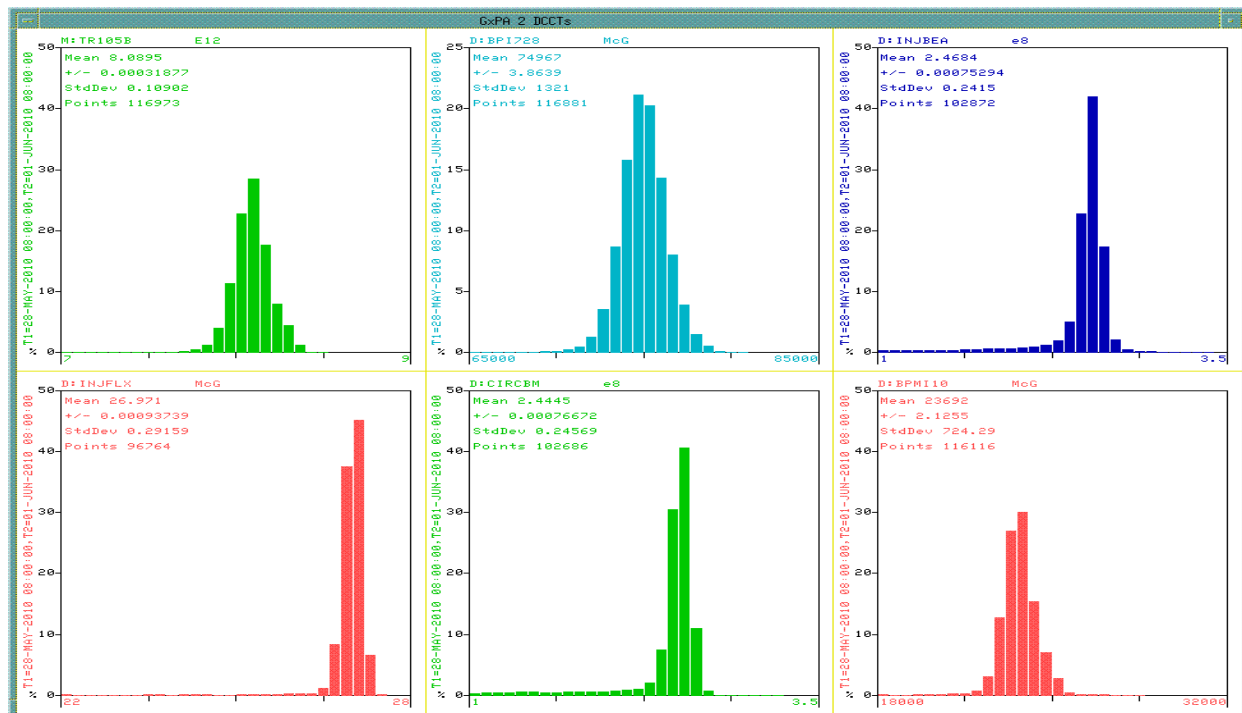 GxPA 2 DCCTs
M:TR105B E12
Mean 8.0895
+/- 0.00031877
StdDev 0.10902
Points 116973
50
40
30
20
10
% 0
7 9
T1=28-MAY-2010 08:00:00,T2=01-JUN-2010 08:00:00
D:BPI728 McG
Mean 74967
+/- 3.8639
StdDev 1321
Points 116881
25
20
15
10
5
% 0
65000 85000
T1=28-MAY-2010 08:00:00,T2=01-JUN-2010 08:00:00
D:INJBEA e8
Mean 2.4684
+/- 0.00075294
StdDev 0.2415
Points 102872
50
40
30
20
10
% 0
1 3.5
T1=28-MAY-2010 08:00:00,T2=01-JUN-2010 08:00:00
D:INJFLX McG
Mean 26.971
+/- 0.00093739
StdDev 0.29159
Points 96764
50
40
30
20
10
% 0
22 28
T1=28-MAY-2010 08:00:00,T2=01-JUN-2010 08:00:00
D:CIRCBM e8
Mean 2.4445
+/- 0.00076672
StdDev 0.24569
Points 102686
50
40
30
20
10
% 0
1 3.5
T1=28-MAY-2010 08:00:00,T2=01-JUN-2010 08:00:00
D:BPMI10 McG
Mean 23692
+/- 2.1255
StdDev 724.29
Points 116116
50
40
30
20
10
% 0
18000 32000
T1=28-MAY-2010 08:00:00,T2=01-JUN-2010 08:00:00